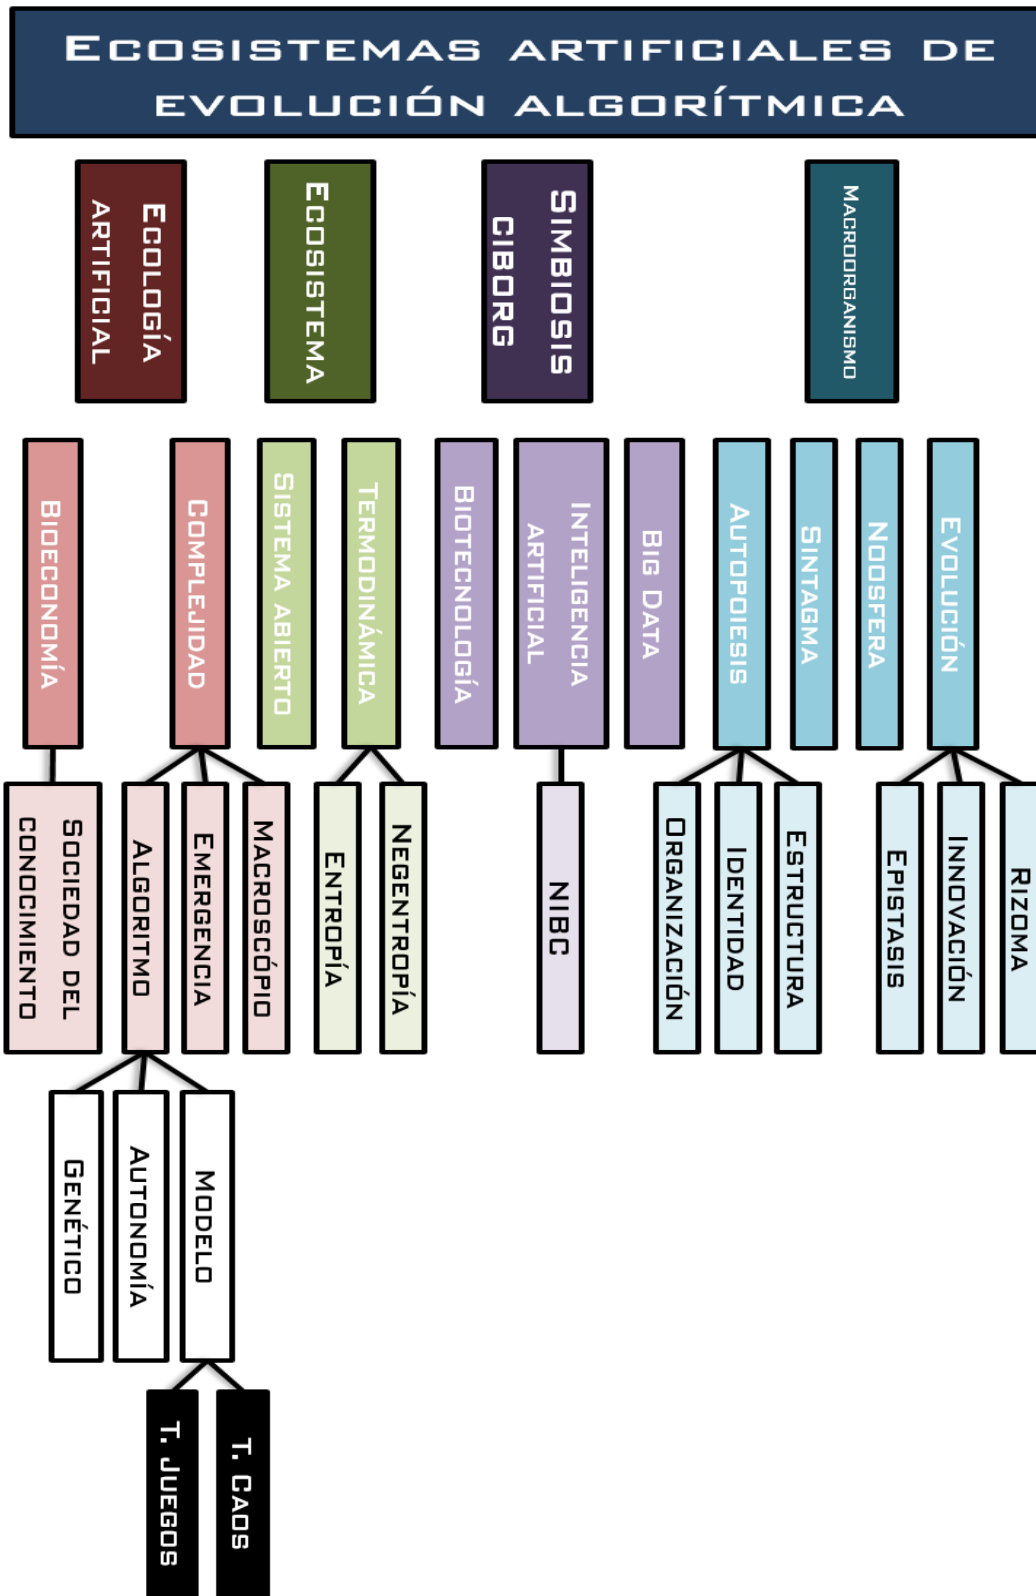 ECOSISTEMAS ARTIFICIALES DE
EVOLUCIÓN ALGORÍTMICA
ECOLOGÍA
ARTIFICIAL
ECOSISTEMA
SIMBIOSIS
CIBORG
MACROORGANISMO
BIOECONOMÍA
COMPLEJIDAD
SISTEMA ABIERTO
TERMODINÁMICA
BIOTECNOLOGÍA
INTELIGENCIA
ARTIFICIAL
BIG DATA
AUTOPOIESIS
SINTAGMA
NOOSFERA
EVOLUCIÓN
SOCIEDAD DEL
CONOCIMIENTO
ALGORITMO
EMERGENCIA
MACROSCÓPIO
ENTROPÍA
NEGENTROPÍA
NIBC
ORGANIZACIÓN
IDENTIDAD
ESTRUCTURA
EPISTASIS
INNOVACIÓN
RIZOMA
GENÉTICO
AUTONOMÍA
MODELO
T. JUEGOS
T. CAOS